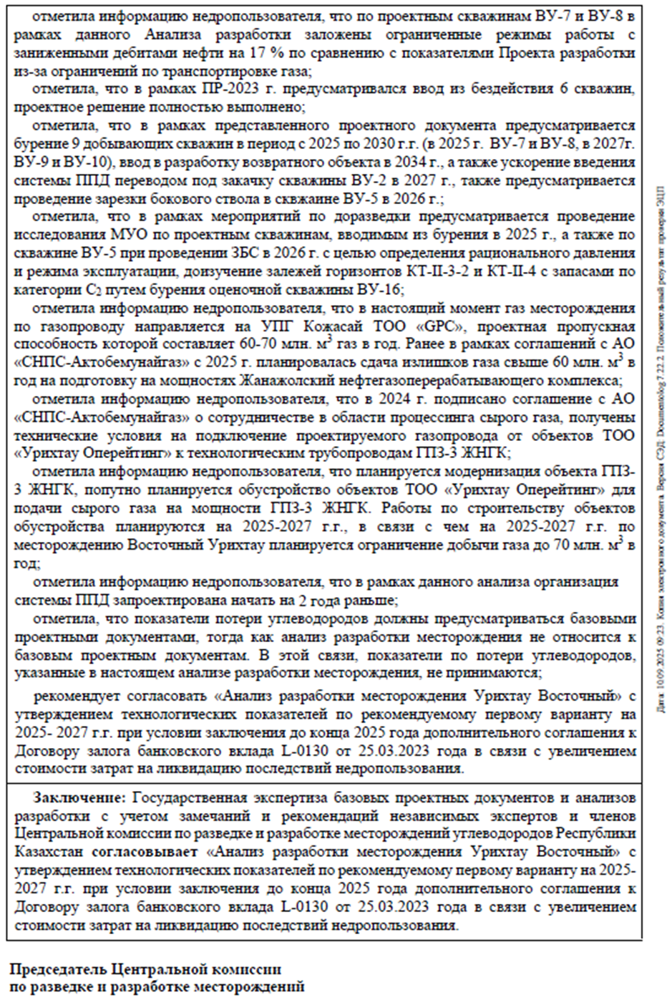 отметила информацию недропользователя, что по проектным скважинам ВУ-7 и ВУ-8 в
рамках данного Анализа разработки заложены ограниченные режимы работы с
заниженными дебитами нефти на 17 % по сравнению с показателями Проекта разработки
из-за ограничений по транспортировке газа;
отметила, что в рамках ПР-2023 г. предусматривался ввод из бездействия 6 скважин,
проектное решение полностью выполнено;
отметила, что в рамках представленного проектного документа предусматривается
бурение 9 добывающих скважин в период с 2025 по 2030 г.г. (в 2025 г. ВУ-7 и ВУ-8, в 2027г.
ВУ-9 и ВУ-10), ввод в разработку возвратного объекта в 2034 г., а также ускорение введения
системы ППД переводом под закачку скважины ВУ-2 в 2027 г., также предусматривается
проведение зарезки бокового ствола в сквжаине ВУ-5 в 2026 г.;
отметила, что в рамках мероприятий по доразведки предусматривается проведение
исследования МУО по проектным скважинам, вводимым из бурения в 2025 г., а также по
скважине ВУ-5 при проведении ЗБС в 2026 г. с целью определения рационального давления
и режима эксплуатации, доизучение залежей горизонтов КТ-II-3-2 и КТ-II-4 с запасами по
категории С₂ путем бурения оценочной скважины ВУ-16;
отметила информацию недропользователя, что в настоящий момент газ месторождения
по газопроводу направляется на УПГ Кожасай ТОО «GPC», проектная пропускная
способность которой составляет 60-70 млн. м³ газ в год. Ранее в рамках соглашений с АО
«СНПС-Актобемунайгаз» с 2025 г. планировалась сдача излишков газа свыше 60 млн. м³ в
год на подготовку на мощностях Жанажолский нефтегазоперерабатывающего комплекса;
отметила информацию недропользователя, что в 2024 г. подписано соглашение с АО
«СНПС-Актобемунайгаз» о сотрудничестве в области процессинга сырого газа, получены
технические условия на подключение проектируемого газопровода от объектов ТОО
«Урихтау Оперейтинг» к технологическим трубопроводам ГПЗ-3 ЖНГК;
отметила информацию недропользователя, что планируется модернизация объекта ГПЗ-
3 ЖНГК, попутно планируется обустройство объектов ТОО «Урихтау Оперейтинг» для
подачи сырого газа на мощности ГПЗ-3 ЖНГК. Работы по строительству объектов
обустройства планируются на 2025-2027 г.г., в связи с чем на 2025-2027 г.г. по
месторождению Восточный Урихтау планируется ограничение добычи газа до 70 млн. м³ в
год;
отметила информацию недропользователя, что в рамках данного анализа организация
системы ППД запроектирована начать на 2 года раньше;
отметила, что показатели потери углеводородов должны предусматриваться базовыми
проектными документами, тогда как анализ разработки месторождения не относится к
базовым проектным документам. В этой связи, показатели по потери углеводородов,
указанные в настоящем анализе разработки месторождения, не принимаются;
рекомендует согласовать «Анализ разработки месторождения Урихтау Восточный» с
утверждением технологических показателей по рекомендуемому первому варианту на
2025- 2027 г.г. при условии заключения до конца 2025 года дополнительного соглашения к
Договору залога банковского вклада L-0130 от 25.03.2023 года в связи с увеличением
стоимости затрат на ликвидацию последствий недропользования.
Заключение: Государственная экспертиза базовых проектных документов и анализов
разработки с учетом замечаний и рекомендаций независимых экспертов и членов
Центральной комиссии по разведке и разработке месторождений углеводородов Республики
Казахстан согласовывает «Анализ разработки месторождения Урихтау Восточный» с
утверждением технологических показателей по рекомендуемому первому варианту на 2025-
2027 г.г. при условии заключения до конца 2025 года дополнительного соглашения к
Договору залога банковского вклада L-0130 от 25.03.2023 года в связи с увеличением
стоимости затрат на ликвидацию последствий недропользования.
Председатель Центральной комиссии
по разведке и разработке месторождений
Дата: 10.09.2025 09:23. Копия электронного документа. Версия СЭД: Documentolog 7.22.2. Положительный результат проверки ЭЦП